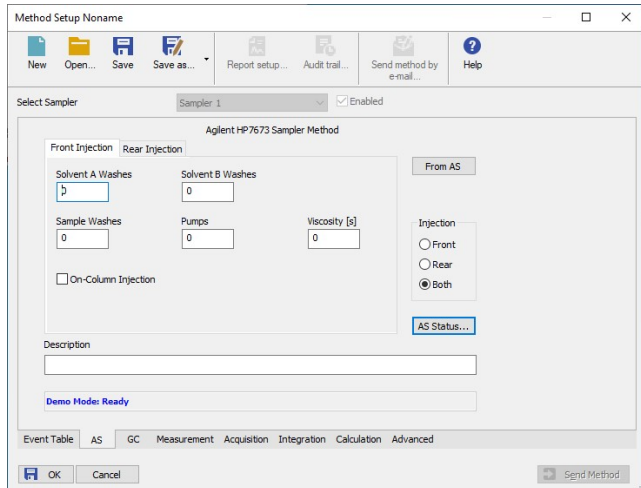 Method Setup Noname
New Open... Save Save as... Report setup... Audit trail... Send method by e-mail... Help
Select Sampler Sampler 1 Enabled
Agilent HP7673 Sampler Method
Front Injection Rear Injection
From AS
Solvent A Washes Solvent B Washes
0
Sample Washes Pumps Viscosity [s]
0 0 0
Injection
Front
Rear
Both
On-Column Injection
AS Status...
Description
Demo Mode: Ready
Event Table AS GC Measurement Acquisition Integration Calculation Advanced
OK Cancel Send Method